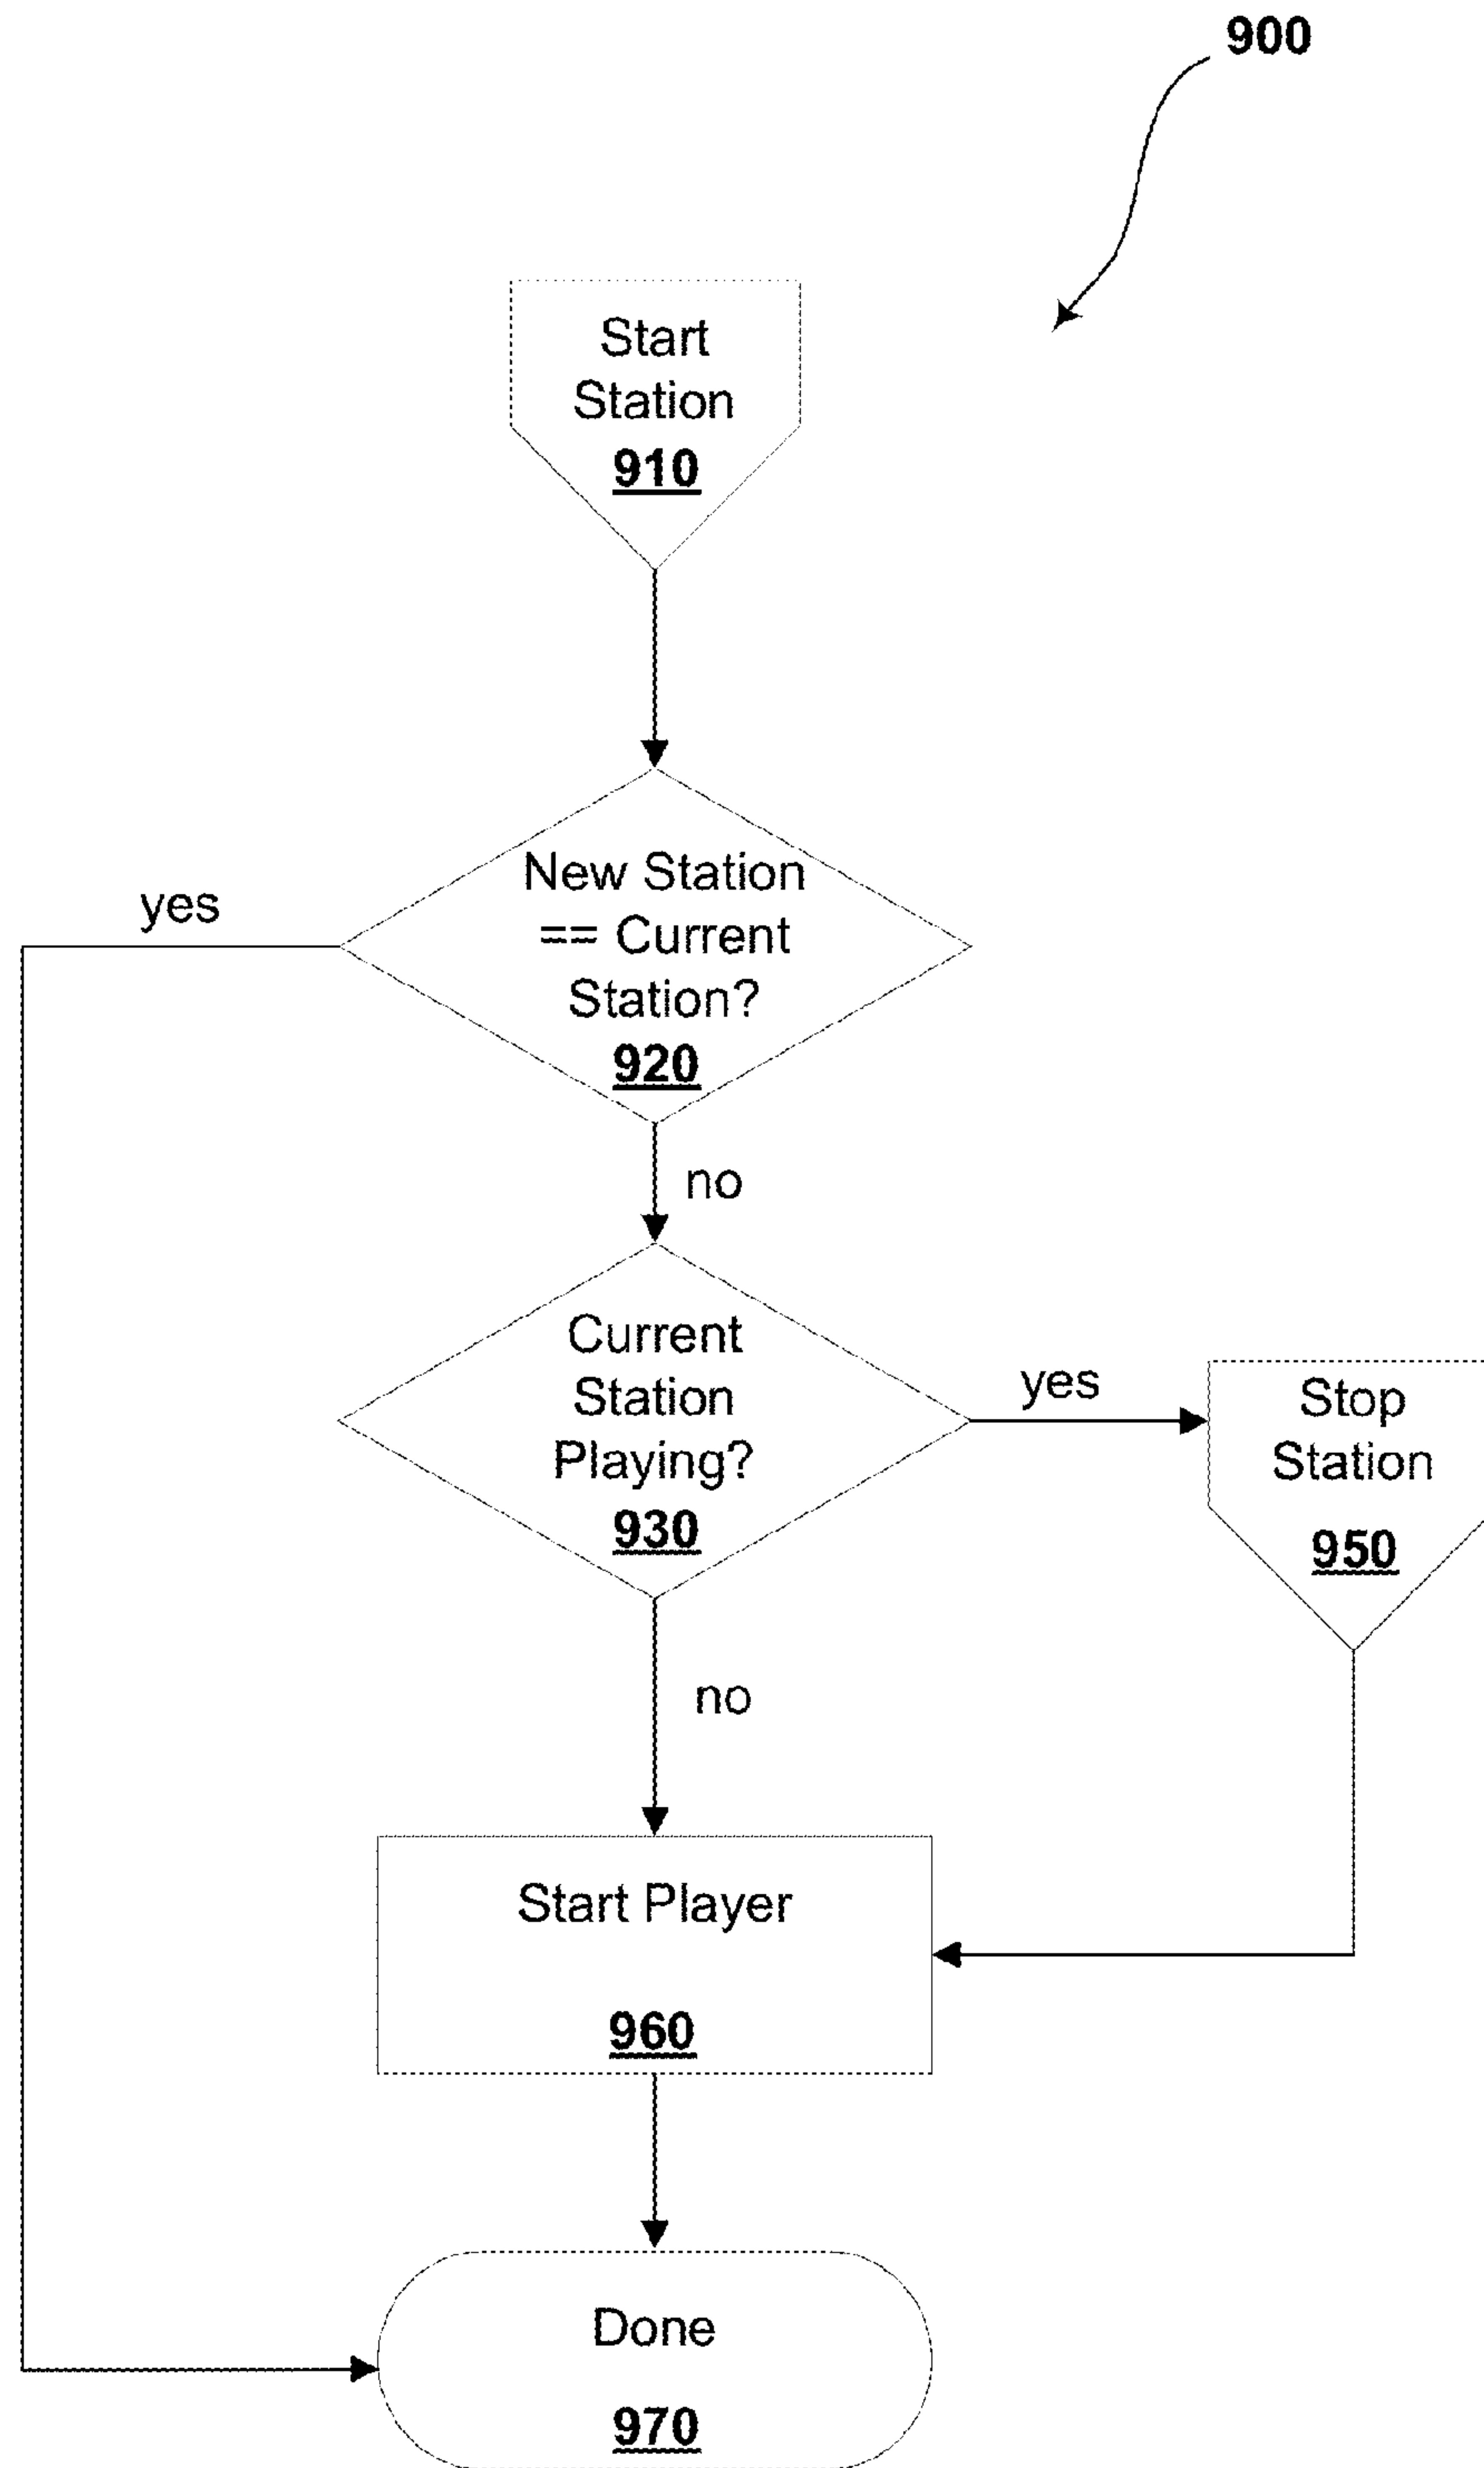 900
Start
Station
910
New Station
== Current
Station?
920
yes
no
Current
Station
Playing?
930
yes
Stop
Station
950
no
Start Player
960
Done
970